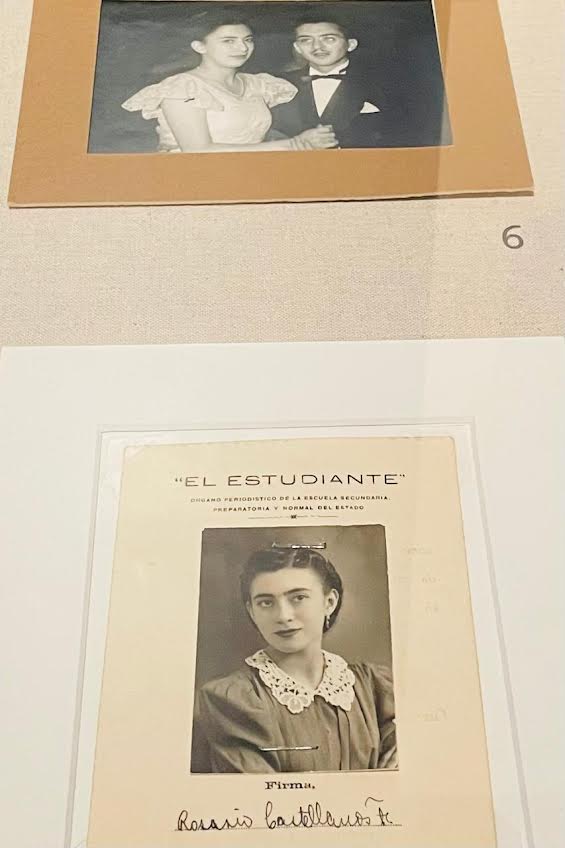 6
"EL ESTUDIANTE"
ORGANO PERIODISTICO DE LA ESCUELA SECUNDARIA,
PREPARATORIA Y NORMAL DEL ESTADO
Firma,
Rosario Castellanos F